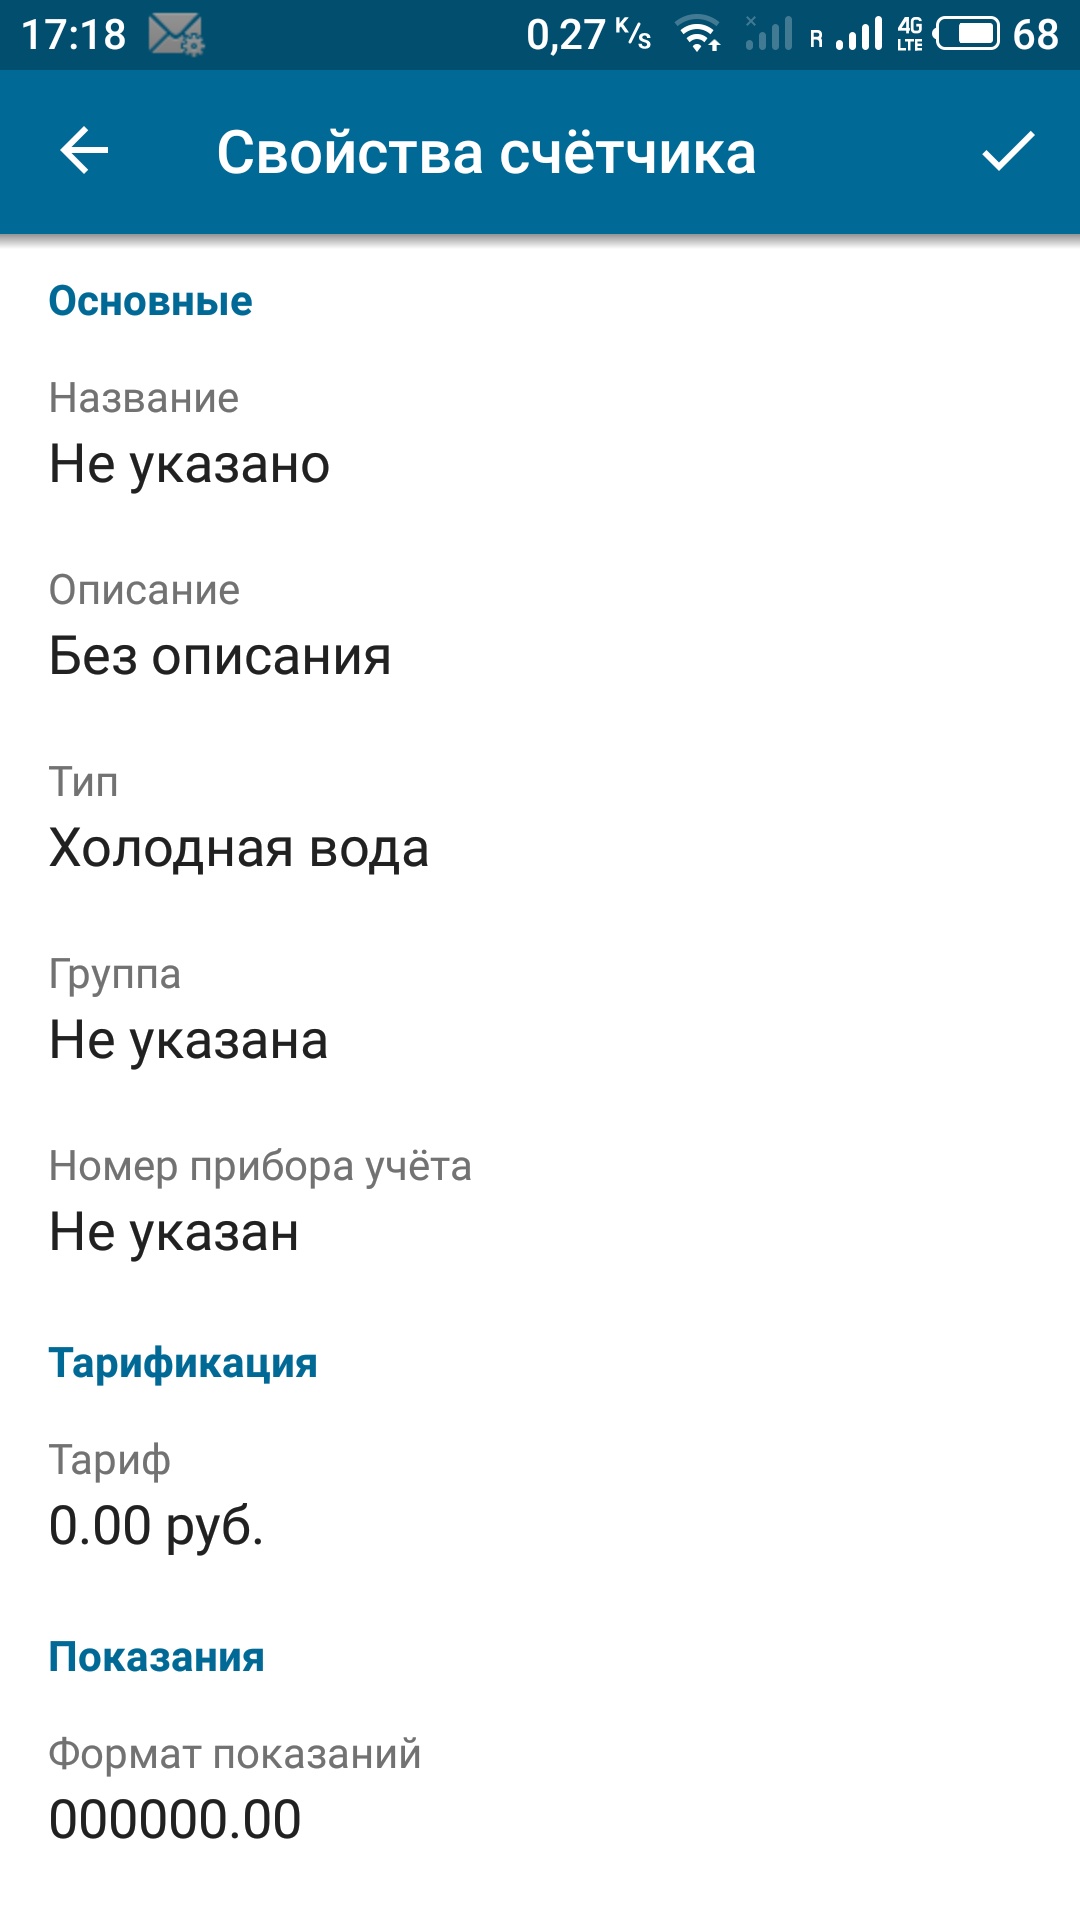 17:18 0,27 K/s R 4G LTE 68
Свойства счётчика
Основные
Название
Не указано
Описание
Без описания
Тип
Холодная вода
Группа
Не указана
Номер прибора учёта
Не указан
Тарификация
Тариф
0.00 руб.
Показания
Формат показаний
000000.00